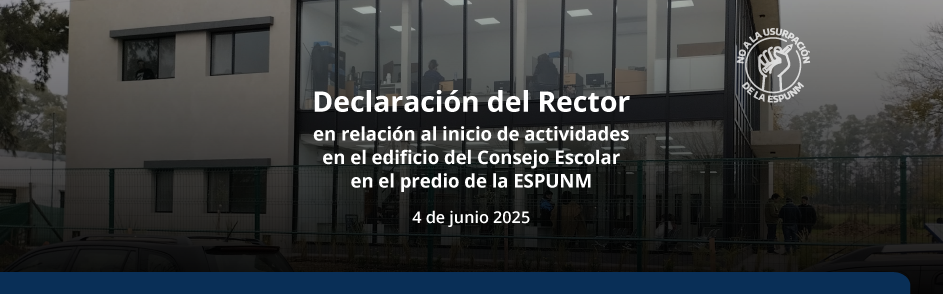 NO A LA USURPACIÓN
DE LA ESPUNM
Declaración del Rector
en relación al inicio de actividades
en el edificio del Consejo Escolar
en el predio de la ESPUNM
4 de junio 2025